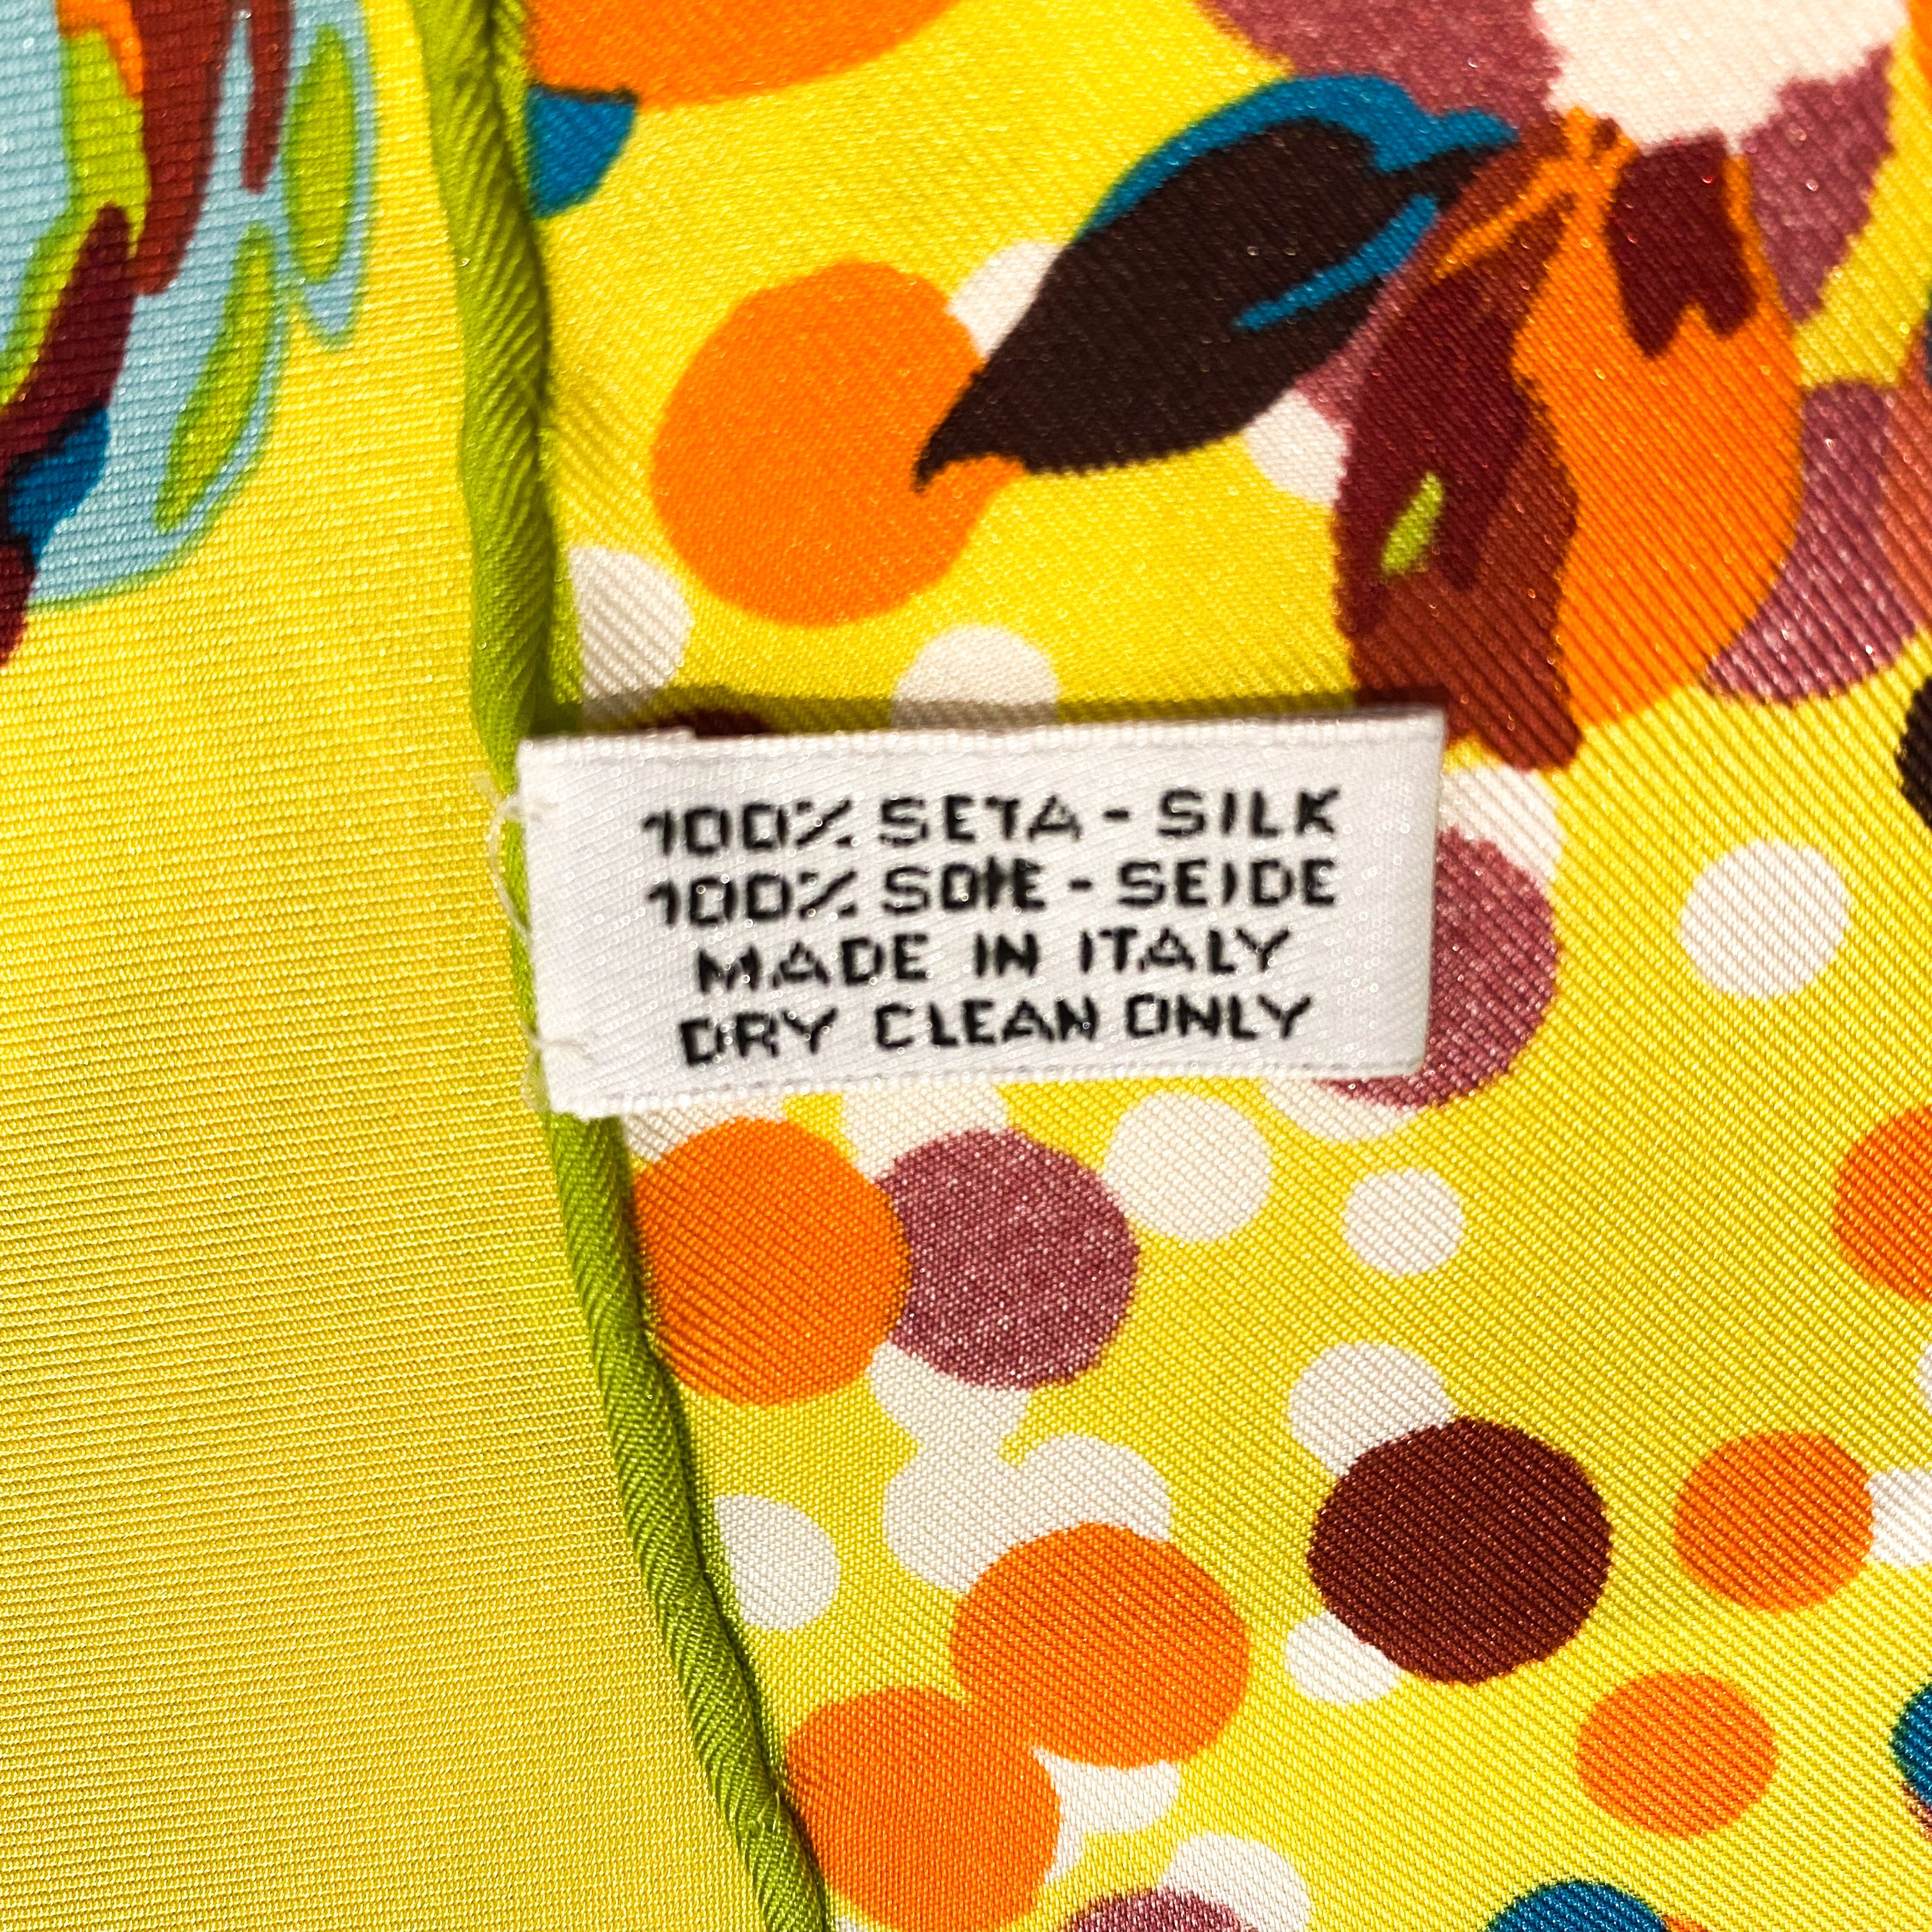 100% SETA - SILK
100% SOIE - SEIDE
MADE IN ITALY
DRY CLEAN ONLY